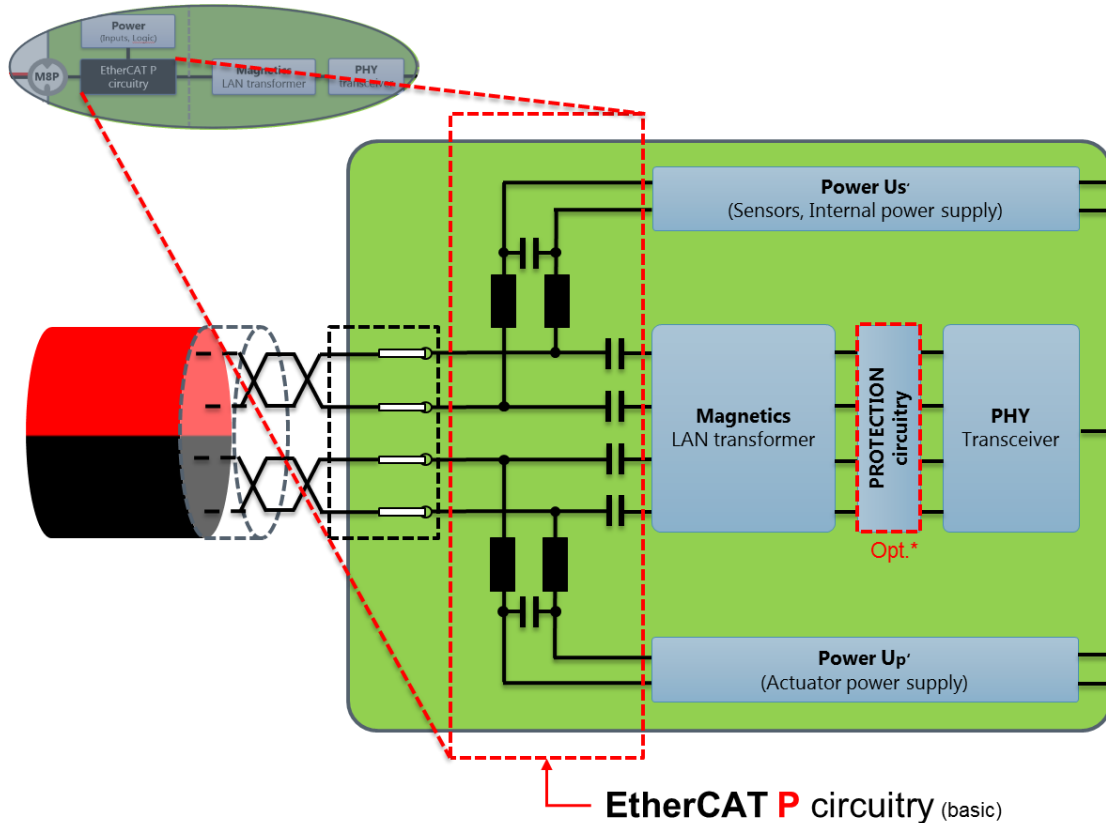 Power
(Inputs, Logic)
M8P
EtherCAT P
circuitry
Magnetics
LAN transformer
PHY
Transceiver
Power Us'
(Sensors, Internal power supply)
Magnetics
LAN transformer
PROTECTION
circuitry
PHY
Transceiver
Opt.*
Power Up'
(Actuator power supply)
EtherCAT P circuitry (basic)